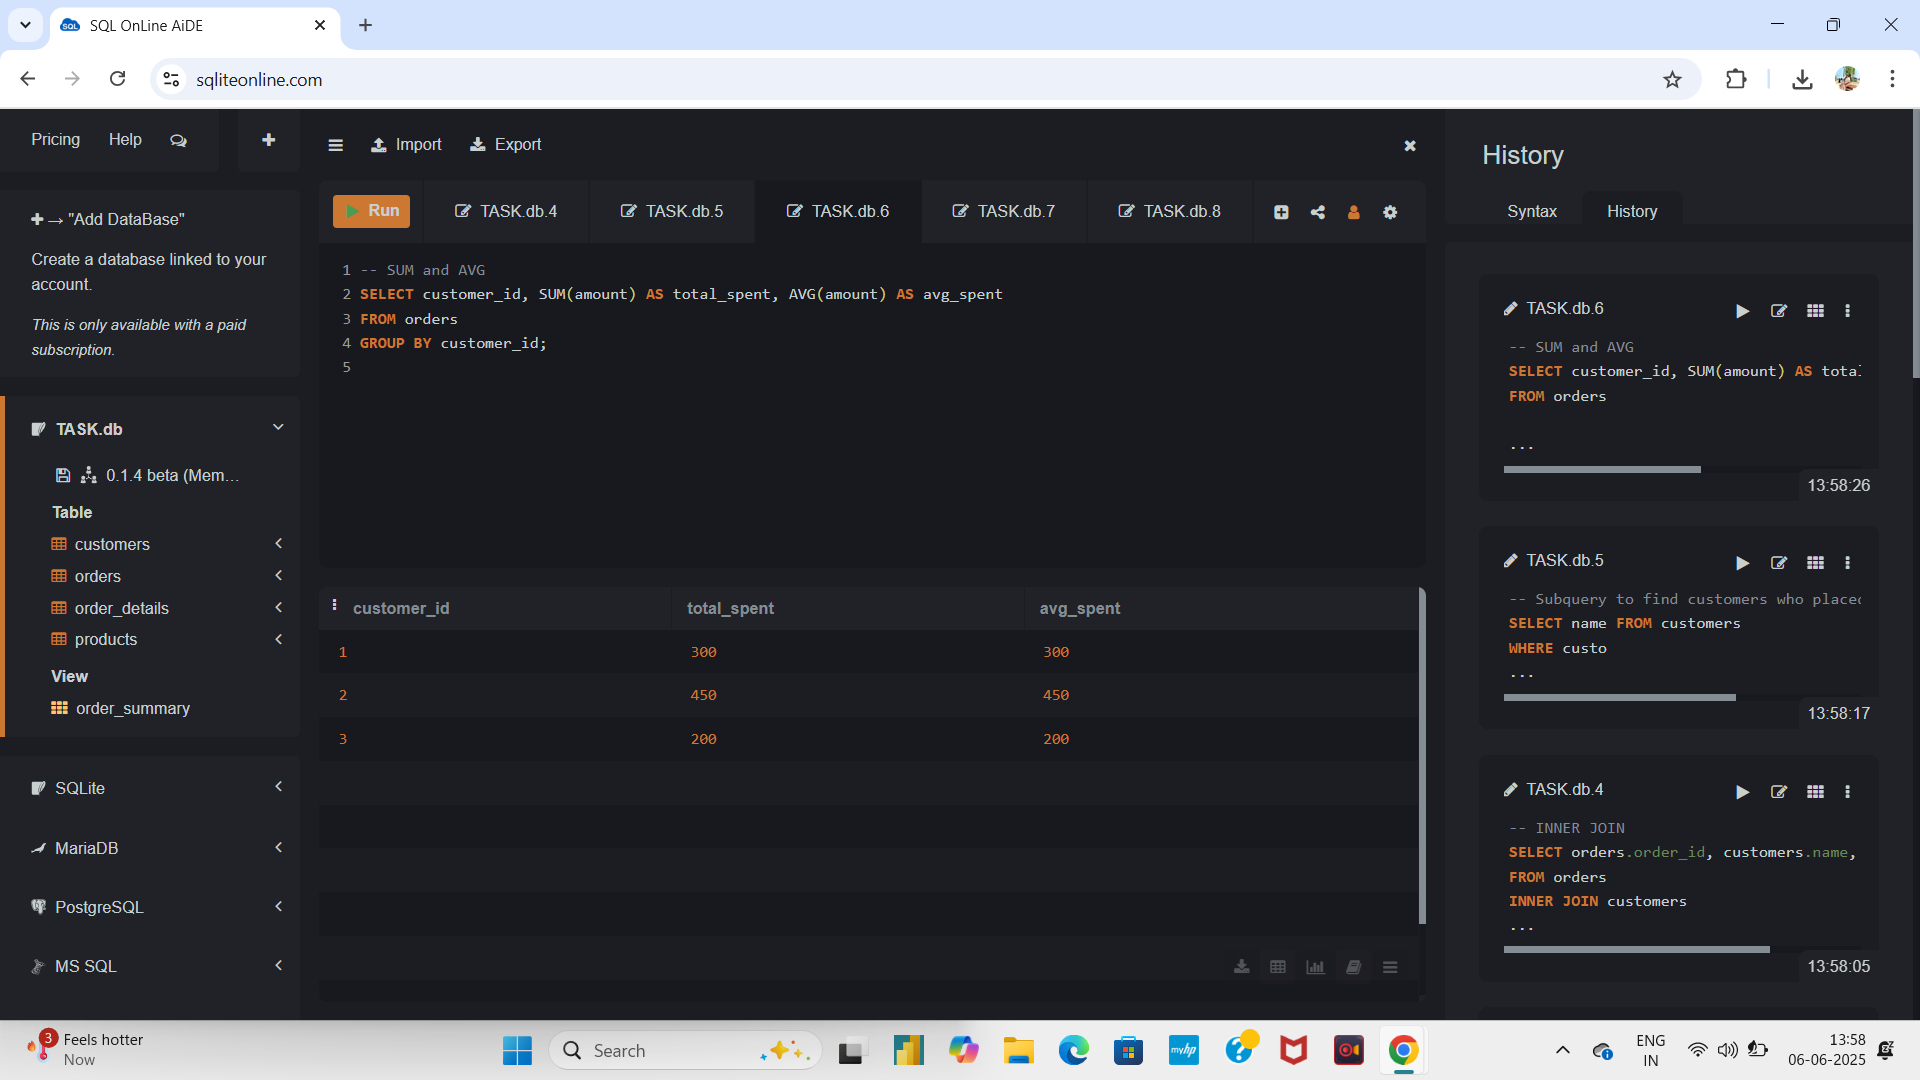 SQL OnLine AiDE
sqliteonline.com
Pricing
Help
Import
Export
"Add DataBase"
Create a database linked to your
account.
This is only available with a paid
subscription.
TASK.db
0.1.4 beta (Mem...
Table
customers
orders
order_details
products
View
order_summary
SQLite
MariaDB
PostgreSQL
MS SQL
Run
TASK.db.4
TASK.db.5
TASK.db.6
TASK.db.7
TASK.db.8
1 -- SUM and AVG
2 SELECT customer_id, SUM(amount) AS total_spent, AVG(amount) AS avg_spent
3 FROM orders
4 GROUP BY customer_id;
5
customer_id total_spent avg_spent
1 300 300
2 450 450
3 200 200
History
Syntax
History
TASK.db.6
-- SUM and AVG
SELECT customer_id, SUM(amount) AS total
FROM orders
...
13:58:26
TASK.db.5
-- Subquery to find customers who placed
SELECT name FROM customers
WHERE custo
...
13:58:17
TASK.db.4
-- INNER JOIN
SELECT orders.order_id, customers.name,
FROM orders
INNER JOIN customers
...
13:58:05
3
Feels hotter
Now
Search
myhp
ENG
IN
13:58
06-06-2025